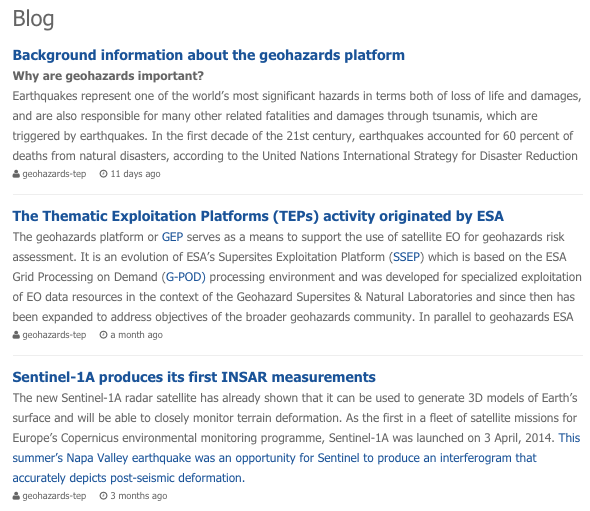 Blog
Background information about the geohazards platform
Why are geohazards important?
Earthquakes represent one of the world's most significant hazards in terms both of loss of life and damages,
and are also responsible for many other related fatalities and damages through tsunamis, which are
triggered by earthquakes. In the first decade of the 21st century, earthquakes accounted for 60 percent of
deaths from natural disasters, according to the United Nations International Strategy for Disaster Reduction
geohazards-tep 11 days ago
The Thematic Exploitation Platforms (TEPs) activity originated by ESA
The geohazards platform or GEP serves as a means to support the use of satellite EO for geohazards risk
assessment. It is an evolution of ESA's Supersites Exploitation Platform (SSEP) which is based on the ESA
Grid Processing on Demand (G-POD) processing environment and was developed for specialized exploitation
of EO data resources in the context of the Geohazard Supersites & Natural Laboratories and since then has
been expanded to address objectives of the broader geohazards community. In parallel to geohazards ESA
geohazards-tep a month ago
Sentinel-1A produces its first INSAR measurements
The new Sentinel-1A radar satellite has already shown that it can be used to generate 3D models of Earth's
surface and will be able to closely monitor terrain deformation. As the first in a fleet of satellite missions for
Europe's Copernicus environmental monitoring programme, Sentinel-1A was launched on 3 April, 2014. This
summer's Napa Valley earthquake was an opportunity for Sentinel to produce an interferogram that
accurately depicts post-seismic deformation.
geohazards-tep 3 months ago